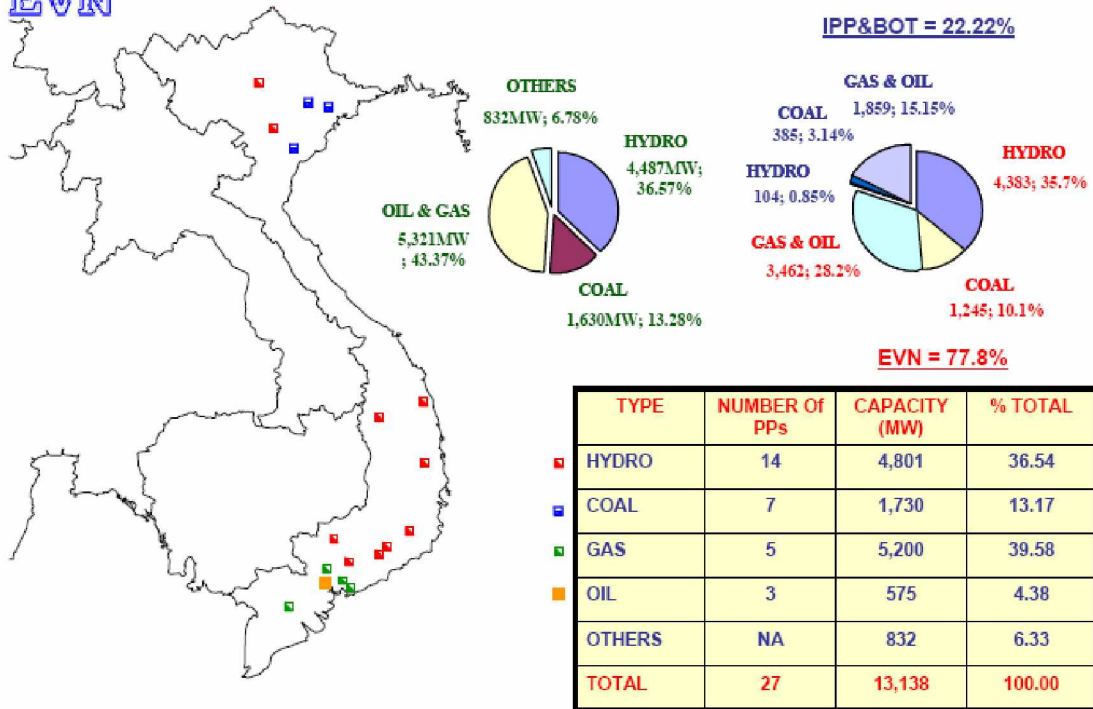 EVN
IPP&BOT = 22.22%
OTHERS
832MW; 6.78%
HYDRO
4,487MW;
36.57%
OIL & GAS
5,321MW
; 43.37%
COAL
1,630MW; 13.28%
GAS & OIL
1,859; 15.15%
COAL
385; 3.14%
HYDRO
104; 0.85%
HYDRO
4,383; 35.7%
GAS & OIL
3,462; 28.2%
COAL
1,245; 10.1%
EVN = 77.8%
TYPE NUMBER Of PPs CAPACITY (MW) % TOTAL
HYDRO 14 4,801 36.54
COAL 7 1,730 13.17
GAS 5 5,200 39.58
OIL 3 575 4.38
OTHERS NA 832 6.33
TOTAL 27 13,138 100.00